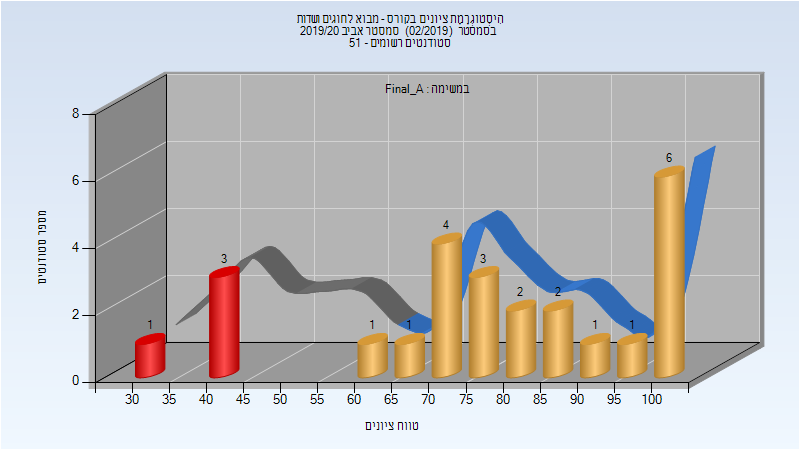 היסטוגרמת ציונים בקורס - מבוא לחוגים ושדות
בסמסטר (02/2019) סמסטר אביב 2019/20
סטודנטים רשומים - 51
במשימה : Final_A
8
6
4
2
0
מספר סטודנטים
1
3
1
1
4
3
2
2
1
1
6
30 35 40 45 50 55 60 65 70 75 80 85 90 95 100
טווח ציונים